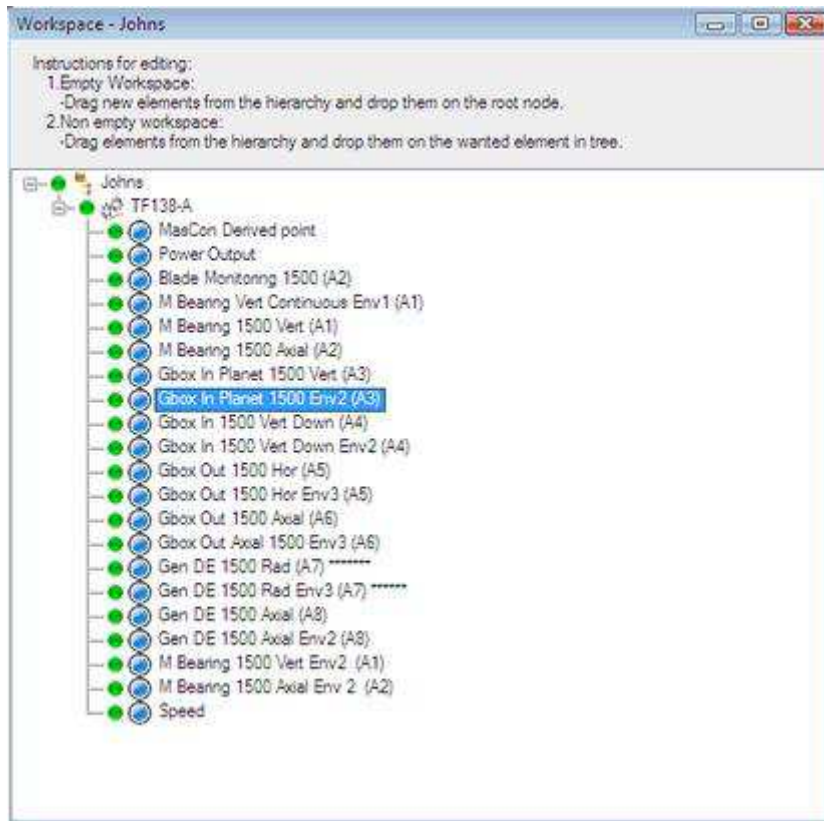 Workspace - Johns
Instructions for editing:
1.Empty Workspace:
-Drag new elements from the hierarchy and drop them on the root node.
2.Non empty workspace:
-Drag elements from the hierarchy and drop them on the wanted element in tree.
Johns
TF138-A
MasCon Derived point
Power Output
Blade Monitoring 1500 (A2)
M Bearing Vert Continuous Env1 (A1)
M Bearing 1500 Vert (A1)
M Bearing 1500 Axial (A2)
Gbox In Planet 1500 Vert (A3)
Gbox In Planet 1500 Env2 (A3)
Gbox In 1500 Vert Down (A4)
Gbox In 1500 Vert Down Env2 (A4)
Gbox Out 1500 Hor (A5)
Gbox Out 1500 Hor Env3 (A5)
Gbox Out 1500 Axial (A6)
Gbox Out Axial 1500 Env3 (A6)
Gen DE 1500 Rad (A7) *******
Gen DE 1500 Rad Env3 (A7) ******
Gen DE 1500 Axial (A8)
Gen DE 1500 Axial Env2 (A8)
M Bearing 1500 Vert Env2 (A1)
M Bearing 1500 Axial Env 2 (A2)
Speed